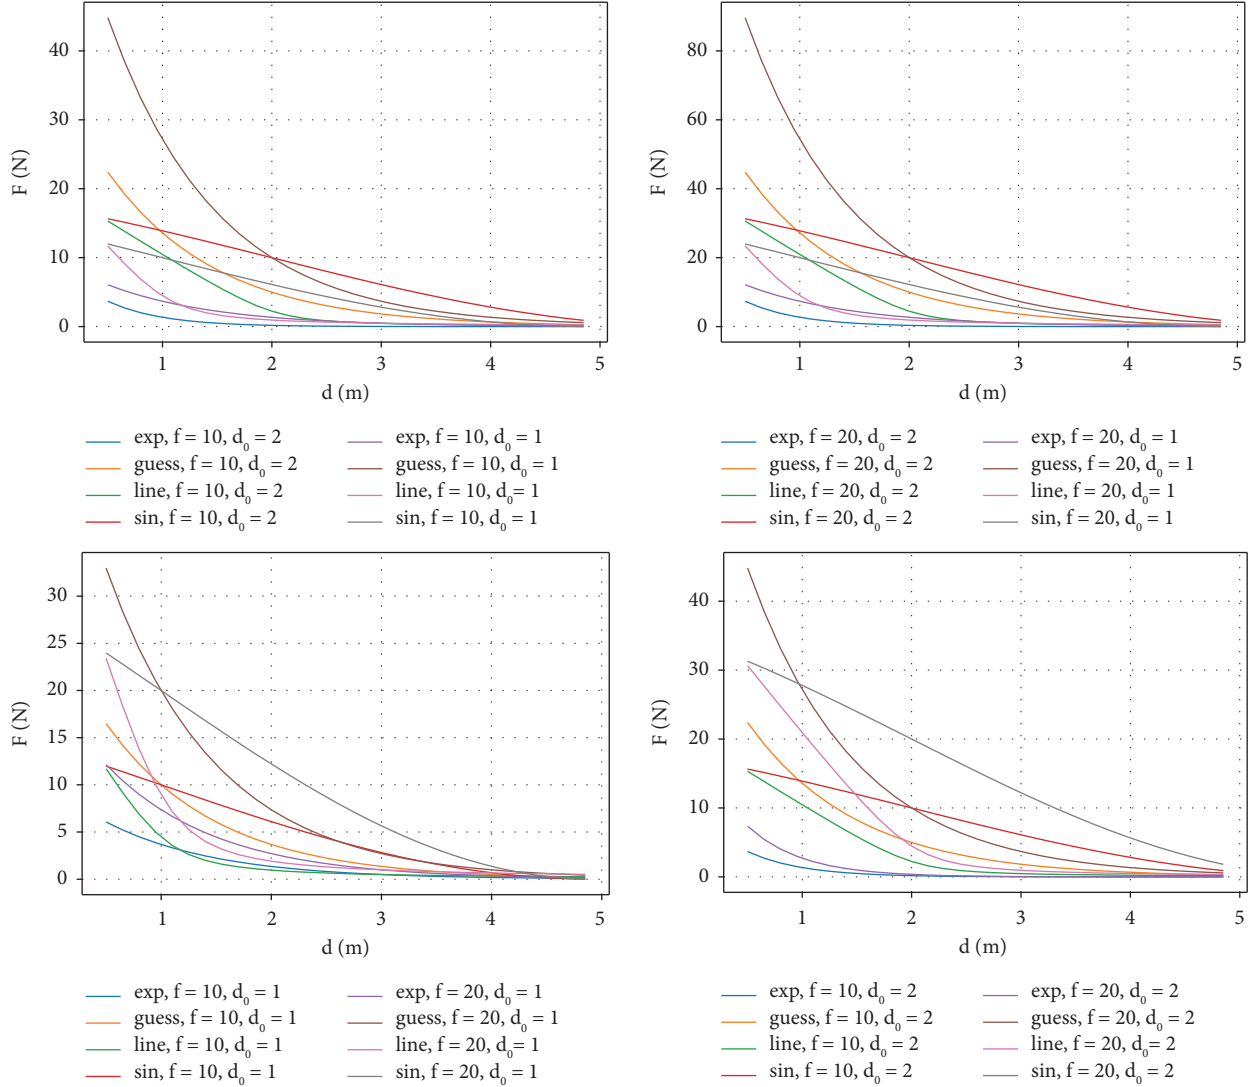 40
30
20
10
0
F (N)
1 2 3 4 5
d (m)
exp, f = 10, d₀ = 2
guess, f = 10, d₀ = 2
line, f = 10, d₀ = 2
sin, f = 10, d₀ = 2
exp, f = 10, d₀ = 1
guess, f = 10, d₀ = 1
line, f = 10, d₀ = 1
sin, f = 10, d₀ = 1
80
60
40
20
0
F (N)
1 2 3 4 5
d (m)
exp, f = 20, d₀ = 2
guess, f = 20, d₀ = 2
line, f = 20, d₀ = 2
sin, f = 20, d₀ = 2
exp, f = 20, d₀ = 1
guess, f = 20, d₀ = 1
line, f = 20, d₀ = 1
sin, f = 20, d₀ = 1
30
25
20
15
10
5
0
F (N)
1 2 3 4 5
d (m)
exp, f = 10, d₀ = 1
guess, f = 10, d₀ = 1
line, f = 10, d₀ = 1
sin, f = 10, d₀ = 1
exp, f = 20, d₀ = 1
guess, f = 20, d₀ = 1
line, f = 20, d₀ = 1
sin, f = 20, d₀ = 1
40
30
20
10
0
F (N)
1 2 3 4 5
d (m)
exp, f = 10, d₀ = 2
guess, f = 10, d₀ = 2
line, f = 10, d₀ = 2
sin, f = 10, d₀ = 2
exp, f = 20, d₀ = 2
guess, f = 20, d₀ = 2
line, f = 20, d₀ = 2
sin, f = 20, d₀ = 2